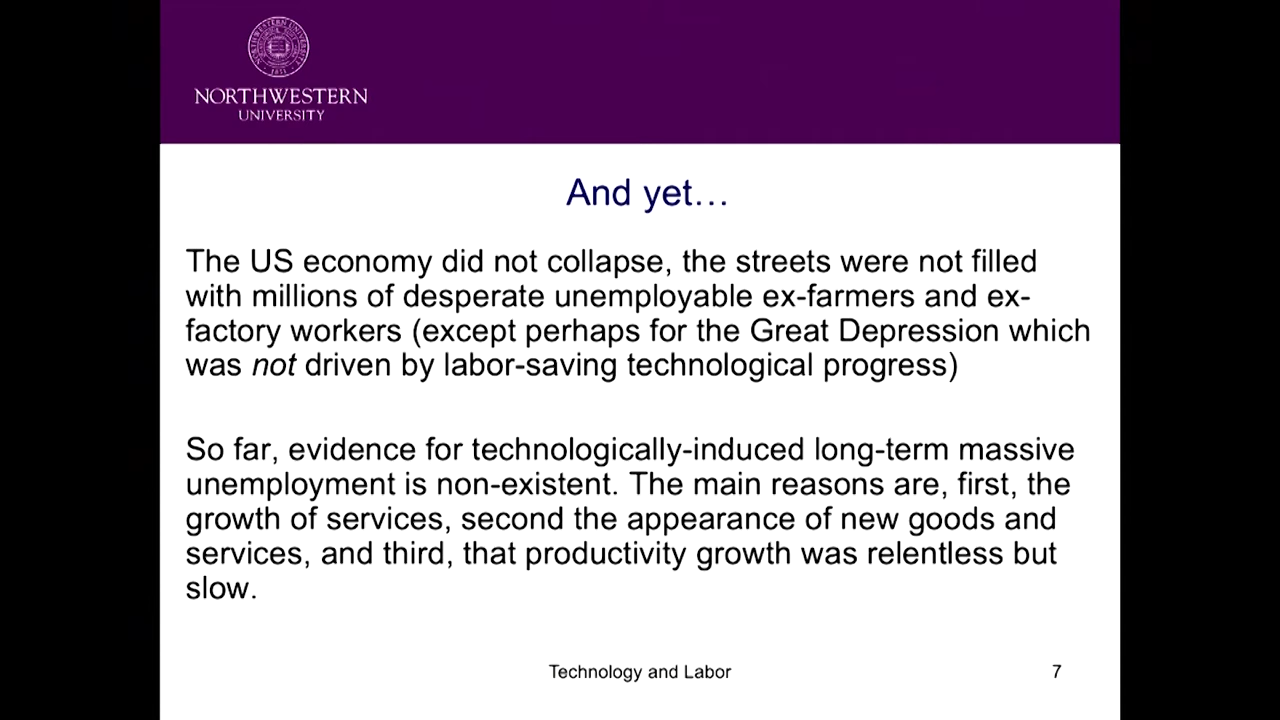 NORTHWESTERN
UNIVERSITY
And yet…
The US economy did not collapse, the streets were not filled
with millions of desperate unemployable ex-farmers and ex-
factory workers (except perhaps for the Great Depression which
was not driven by labor-saving technological progress)
So far, evidence for technologically-induced long-term massive
unemployment is non-existent. The main reasons are, first, the
growth of services, second the appearance of new goods and
services, and third, that productivity growth was relentless but
slow.
Technology and Labor
7